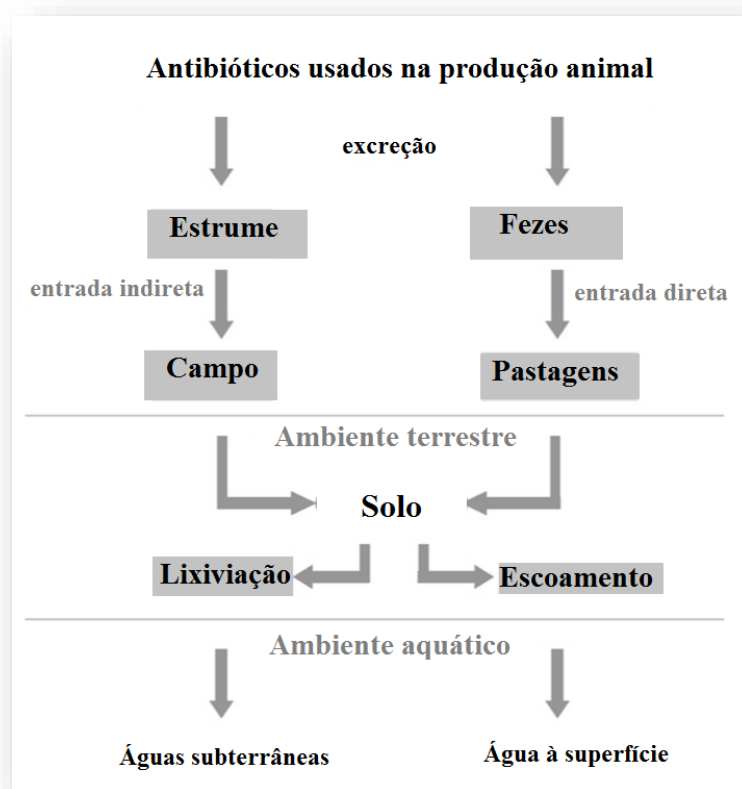 Antibióticos usados na produção animal
excreção
Estrume
Fezes
entrada indireta
entrada direta
Campo
Pastagens
Ambiente terrestre
Solo
Lixiviação
Escoamento
Ambiente aquático
Águas subterrâneas
Água à superfície